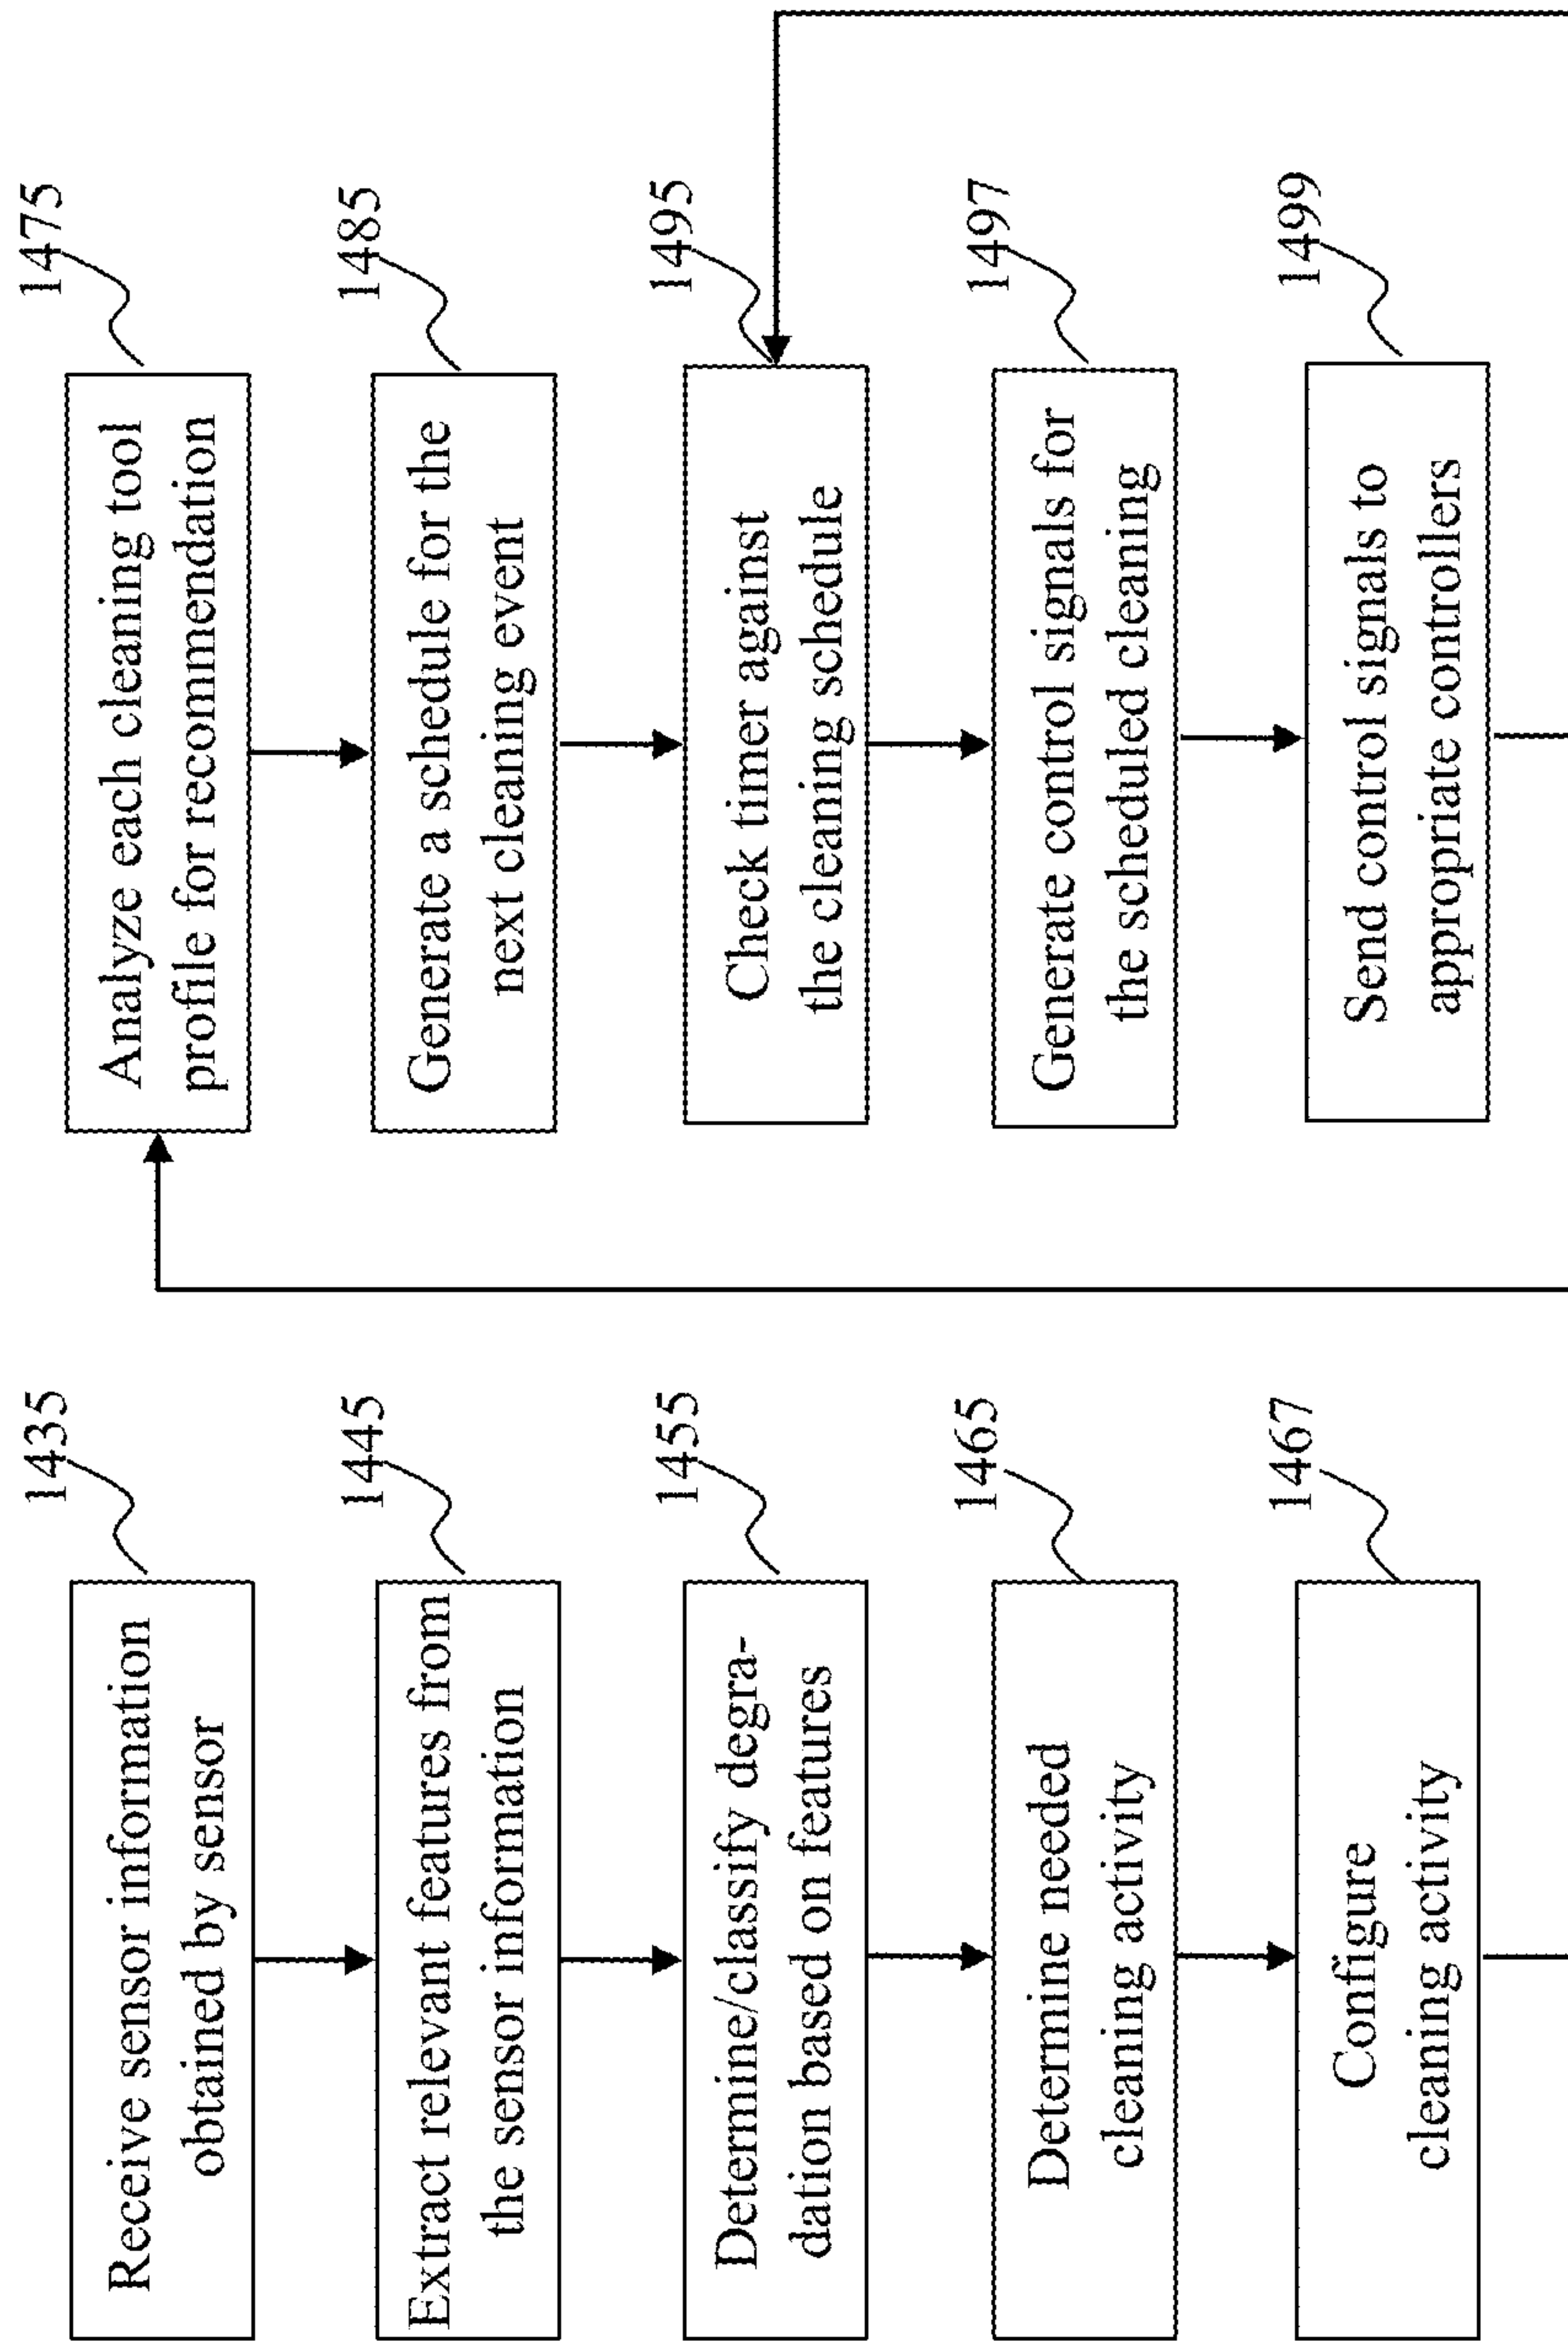 1435
Receive sensor information
obtained by sensor
1445
Extract relevant features from
the sensor information
1455
Determine/classify degra-
dation based on features
1465
Determine needed
cleaning activity
1467
Configure
cleaning activity
1475
Analyze each cleaning tool
profile for recommendation
1485
Generate a schedule for the
next cleaning event
1495
Check timer against
the cleaning schedule
1497
Generate control signals for
the scheduled cleaning
1499
Send control signals to
appropriate controllers